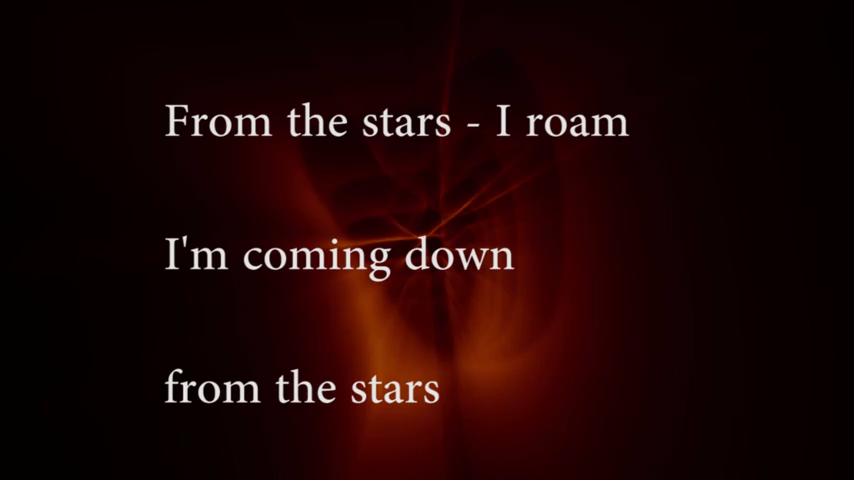 From the stars - I roam
I'm coming down
from the stars